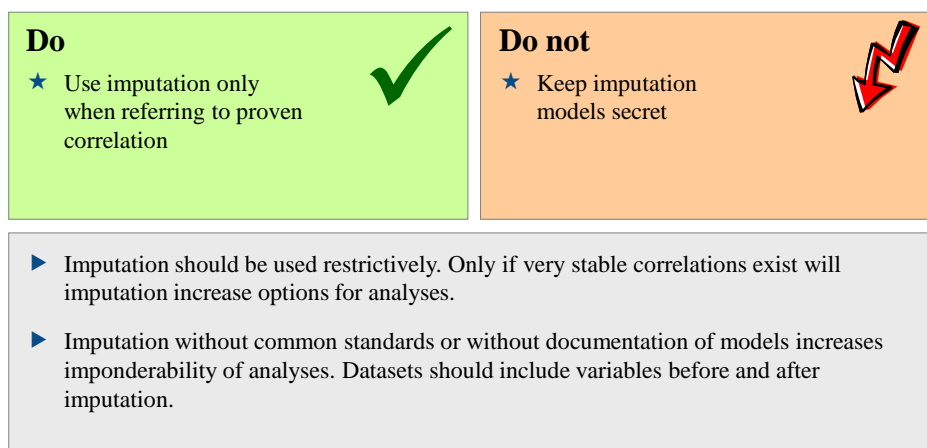 Do
Use imputation only
when referring to proven
correlation
Do not
Keep imputation
models secret
Imputation should be used restrictively. Only if very stable correlations exist will
imputation increase options for analyses.
Imputation without common standards or without documentation of models increases
imponderability of analyses. Datasets should include variables before and after
imputation.